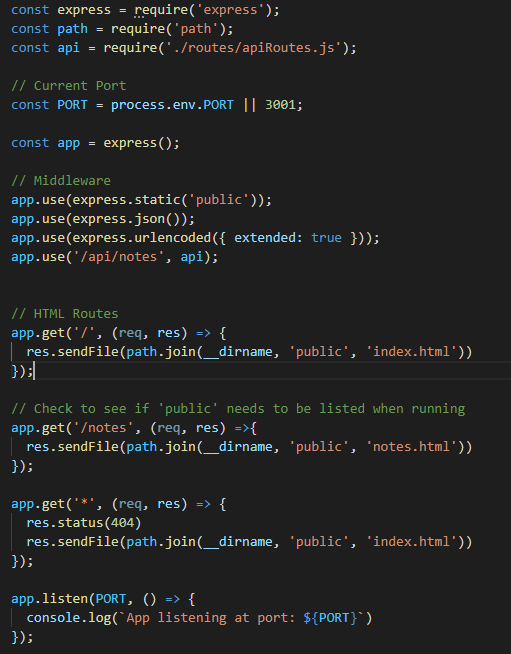 const express = require('express');
const path = require('path');
const api = require('./routes/apiRoutes.js');
// Current Port
const PORT = process.env.PORT || 3001;
const app = express();
// Middleware
app.use(express.static('public'));
app.use(express.json());
app.use(express.urlencoded({ extended: true }));
app.use('/api/notes', api);
// HTML Routes
app.get('/', (req, res) => {
  res.sendFile(path.join(__dirname, 'public', 'index.html'))
});
// Check to see if 'public' needs to be listed when running
app.get('/notes', (req, res) =>{
  res.sendFile(path.join(__dirname, 'public', 'notes.html'))
});
app.get('*', (req, res) => {
  res.status(404)
  res.sendFile(path.join(__dirname, 'public', 'index.html'))
});
app.listen(PORT, () => {
  console.log(`App listening at port: ${PORT}`)
});